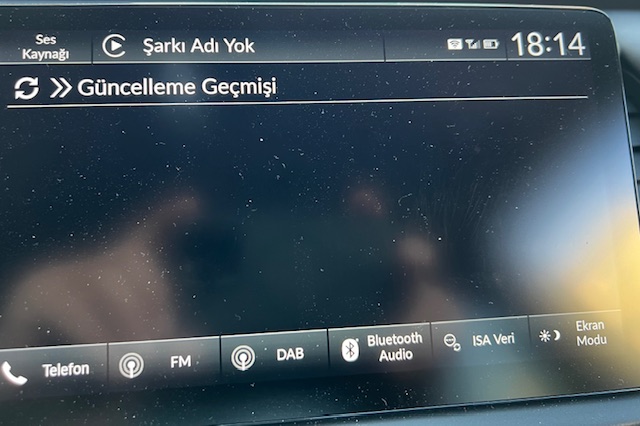 Ses
Kaynağı
Şarkı Adı Yok
18:14
Güncelleme Geçmişi
Telefon
FM
DAB
Bluetooth
Audio
ISA Veri
Ekran
Modu